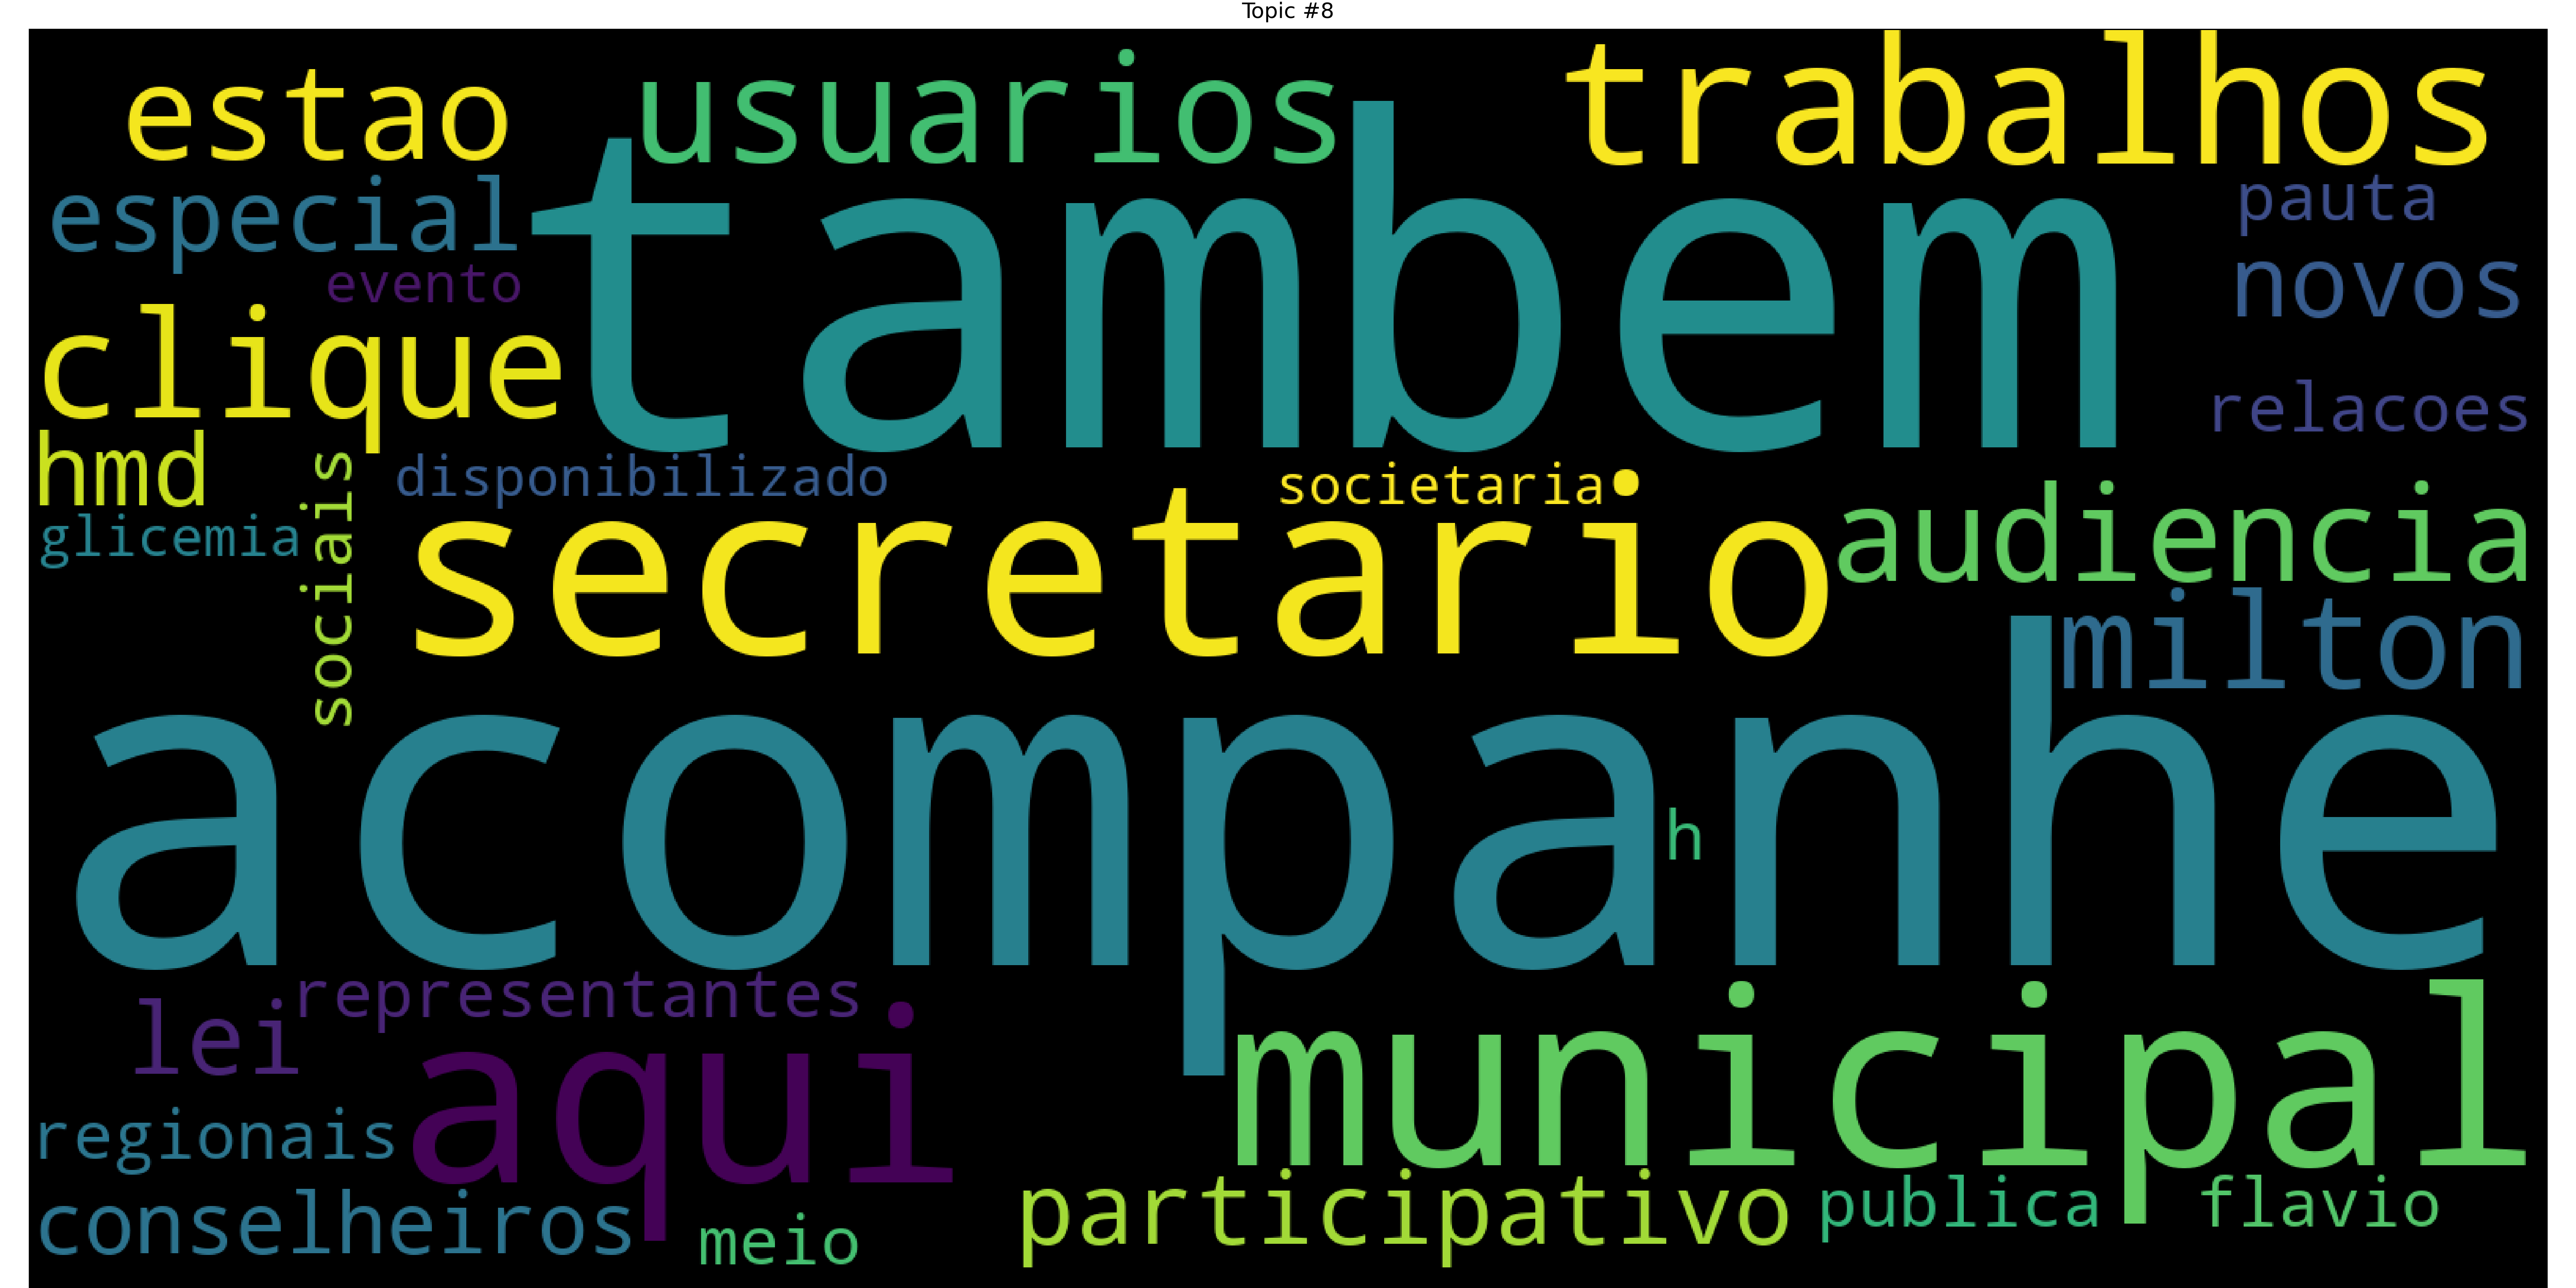 Topic #8
estao
usuarios
trabalhos
especial
tambem
pauta
evento
novos
clique
relacoes
hmd
sociais
disponibilizado
societaria
glicemia
secretario
audiencia
milton
acompanhe
h
representantes
lei
aqui
municipal
regionais
conselheiros
meio
participativo
publica
flavio